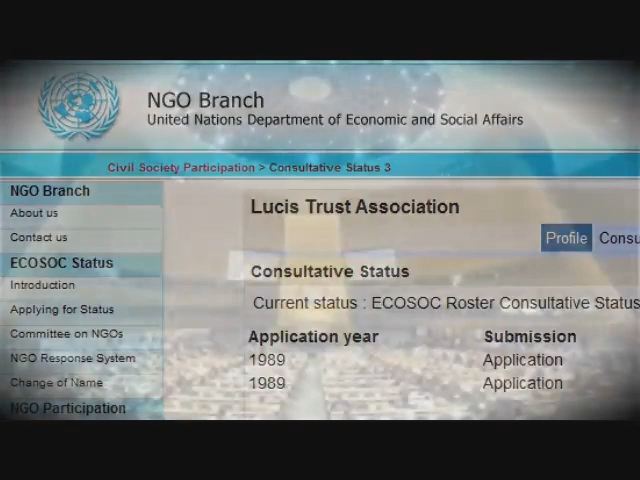 NGO Branch
United Nations Department of Economic and Social Affairs
Civil Society Participation > Consultative Status 3
NGO Branch
About us
Contact us
ECOSOC Status
Introduction
Applying for Status
Committee on NGOs
NGO Response System
Change of Name
NGO Participation
Lucis Trust Association
Profile Consu
Consultative Status
Current status : ECOSOC Roster Consultative Status
Application year Submission
1989 Application
1989 Application